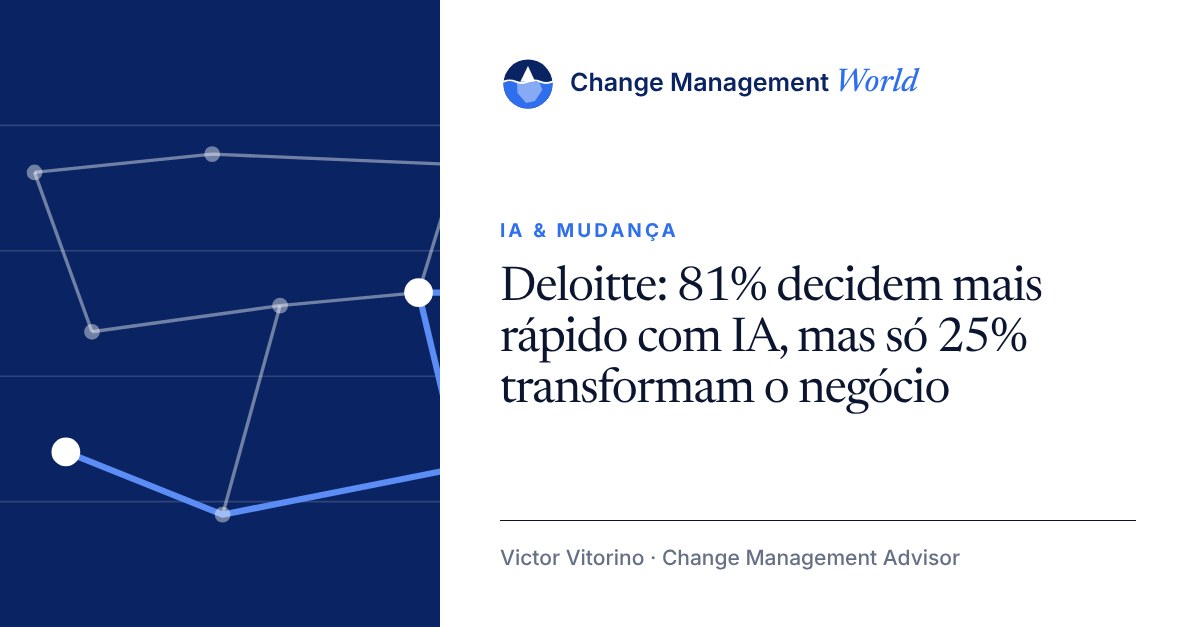 Change Management World
IA & MUDANÇA
Deloitte: 81% decidem mais
rápido com IA, mas só 25%
transformam o negócio
Victor Vitorino · Change Management Advisor